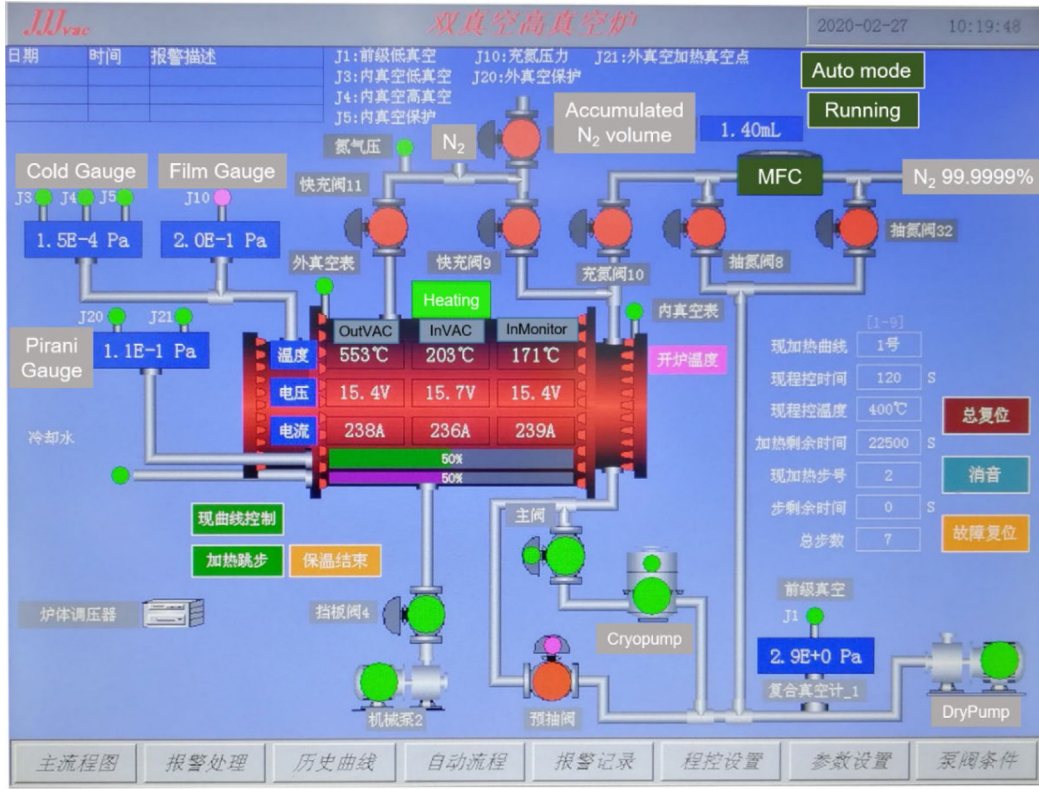 JJJvac
双真空高真空炉
2020-02-27 10:19:48
日期 时间 报警描述
J1:前级低真空 J10:充氮压力 J21:外真空加热真空点
J3:内真空低真空 J20:外真空保护
J4:内真空高真空
J5:内真空保护
Auto mode
Running
Accumulated
N₂ volume
1.40mL
氮气压
N₂
MFC
N₂ 99.9999%
Cold Gauge
Film Gauge
快充阀11
J3 J4 J5
J10
1.5E-4 Pa
2.0E-1 Pa
抽氮阀32
外真空表
快充阀9
充氮阀10
抽氮阀8
Heating
内真空表
J20 J21
Pirani
Gauge
1.1E-1 Pa
OutVAC InVAC InMonitor
温度 553℃ 203℃ 171℃
电压 15.4V 15.7V 15.4V
电流 238A 236A 239A
50%
50%
开炉温度
[1-9]
现加热曲线 1号
现程控时间 120 S
现程控温度 400℃
加热剩余时间 22500 S
现加热步号 2
步剩余时间 0 S
总步数 7
总复位
消音
故障复位
冷却水
现曲线控制
加热跳步
保温结束
主阀
炉体调压器
挡板阀4
Cryopump
前级真空
J1
2.9E+0 Pa
复合真空计_1
机械泵2
预抽阀
DryPump
主流程图 报警处理 历史曲线 自动流程 报警记录 程控设置 参数设置 泵阀条件